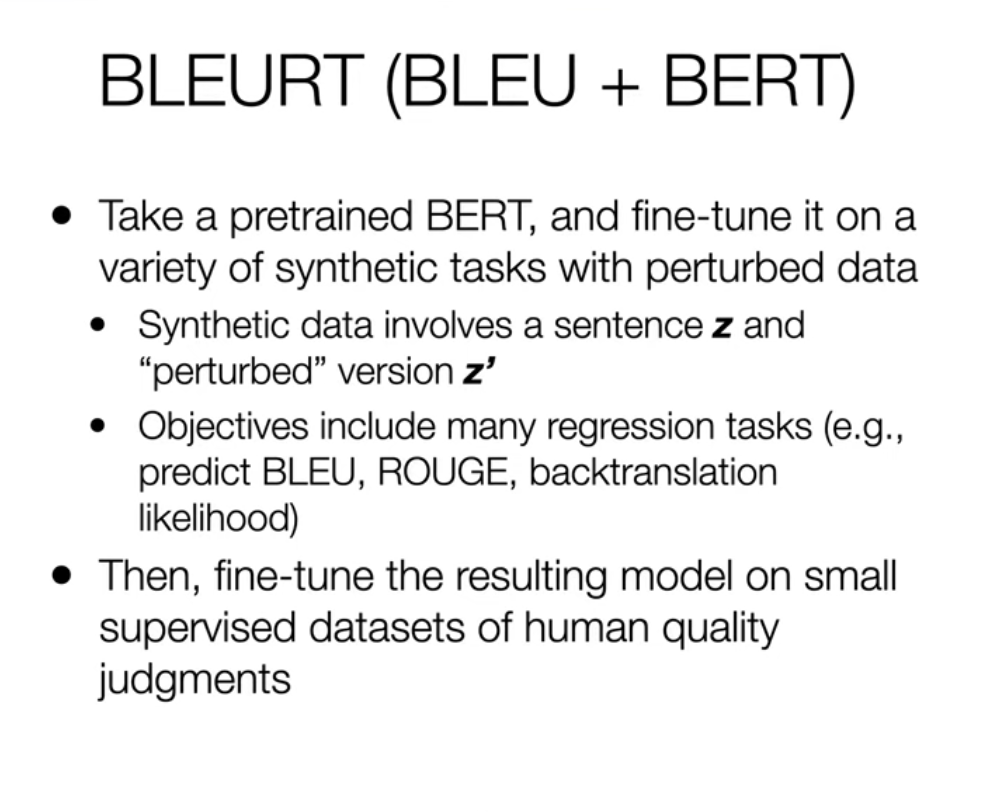 BLEURT (BLEU + BERT)
• Take a pretrained BERT, and fine-tune it on a
variety of synthetic tasks with perturbed data
• Synthetic data involves a sentence z and
“perturbed” version z’
• Objectives include many regression tasks (e.g.,
predict BLEU, ROUGE, backtranslation
likelihood)
• Then, fine-tune the resulting model on small
supervised datasets of human quality
judgments